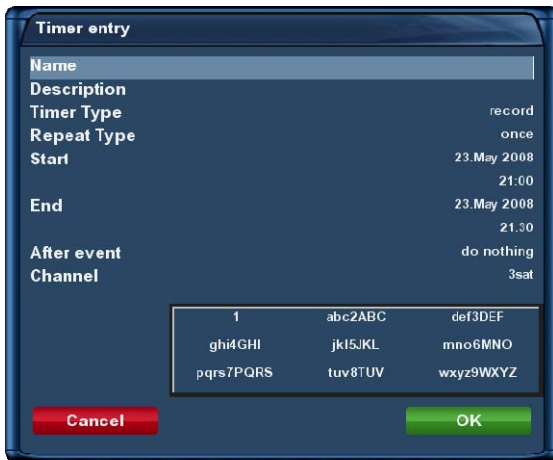 Timer entry
Name
Description
Timer Type record
Repeat Type once
Start 23.May 2008
21:00
End 23.May 2008
21.30
After event do nothing
Channel 3sat
1 abc2ABC def3DEF
ghi4GHI jkl5JKL mno6MNO
pqrs7PQRS tuv8TUV wxyz9WXYZ
Cancel OK